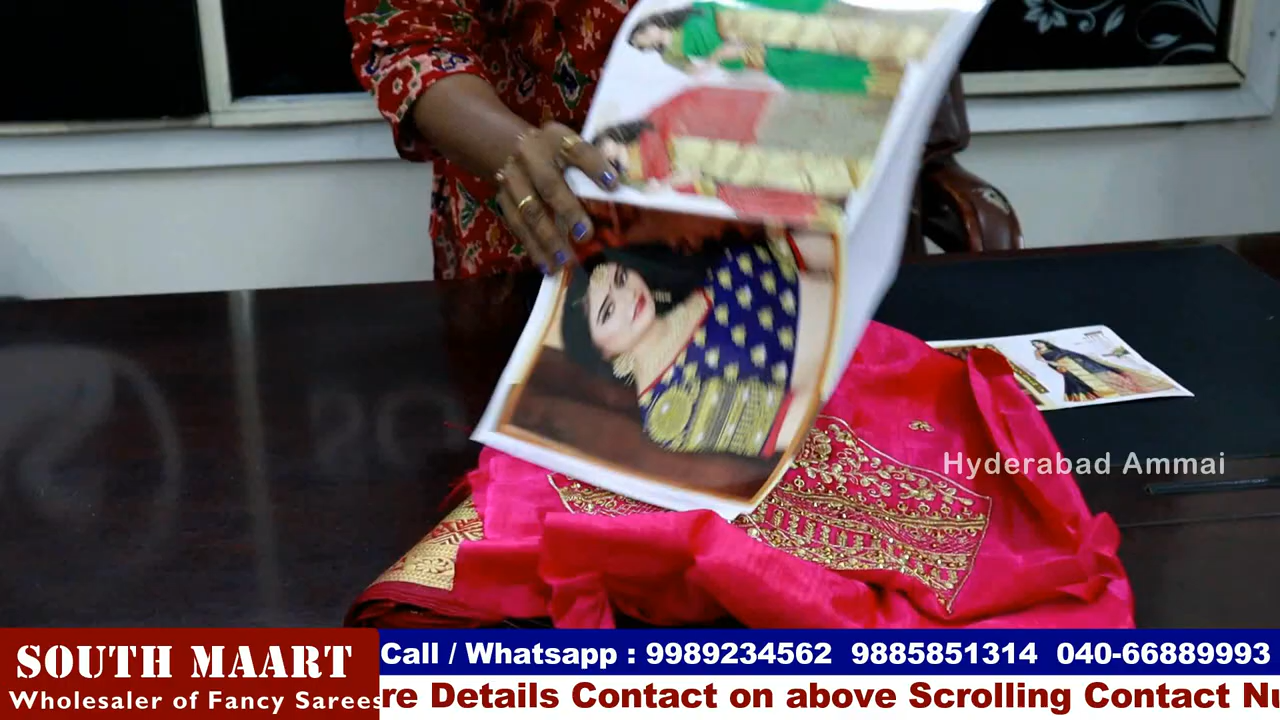 Hyderabad Ammai
SOUTH MAART
Wholesaler of Fancy Sarees
Call / Whatsapp : 9989234562 9885851314 040-66889993
re Details Contact on above Scrolling Contact Nu